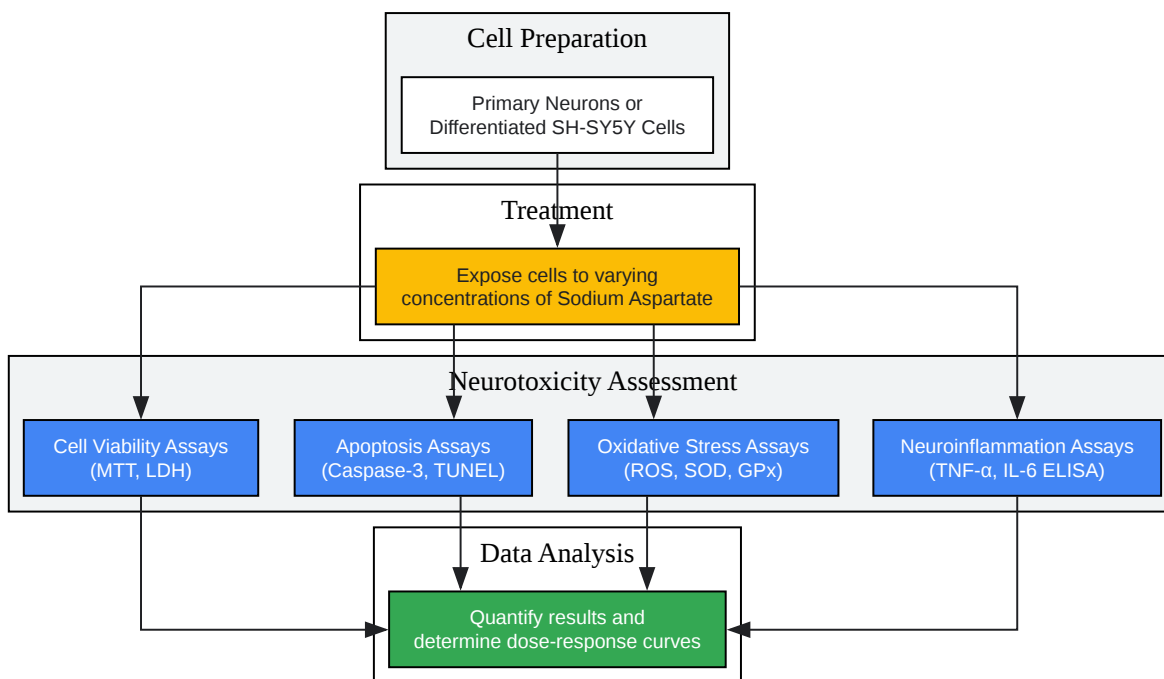 Cell Preparation
Primary Neurons or
Differentiated SH-SY5Y Cells
Treatment
Expose cells to varying
concentrations of Sodium Aspartate
Neurotoxicity Assessment
Cell Viability Assays
(MTT, LDH)
Apoptosis Assays
(Caspase-3, TUNEL)
Oxidative Stress Assays
(ROS, SOD, GPx)
Neuroinflammation Assays
(TNF-α, IL-6 ELISA)
Data Analysis
Quantify results and
determine dose-response curves